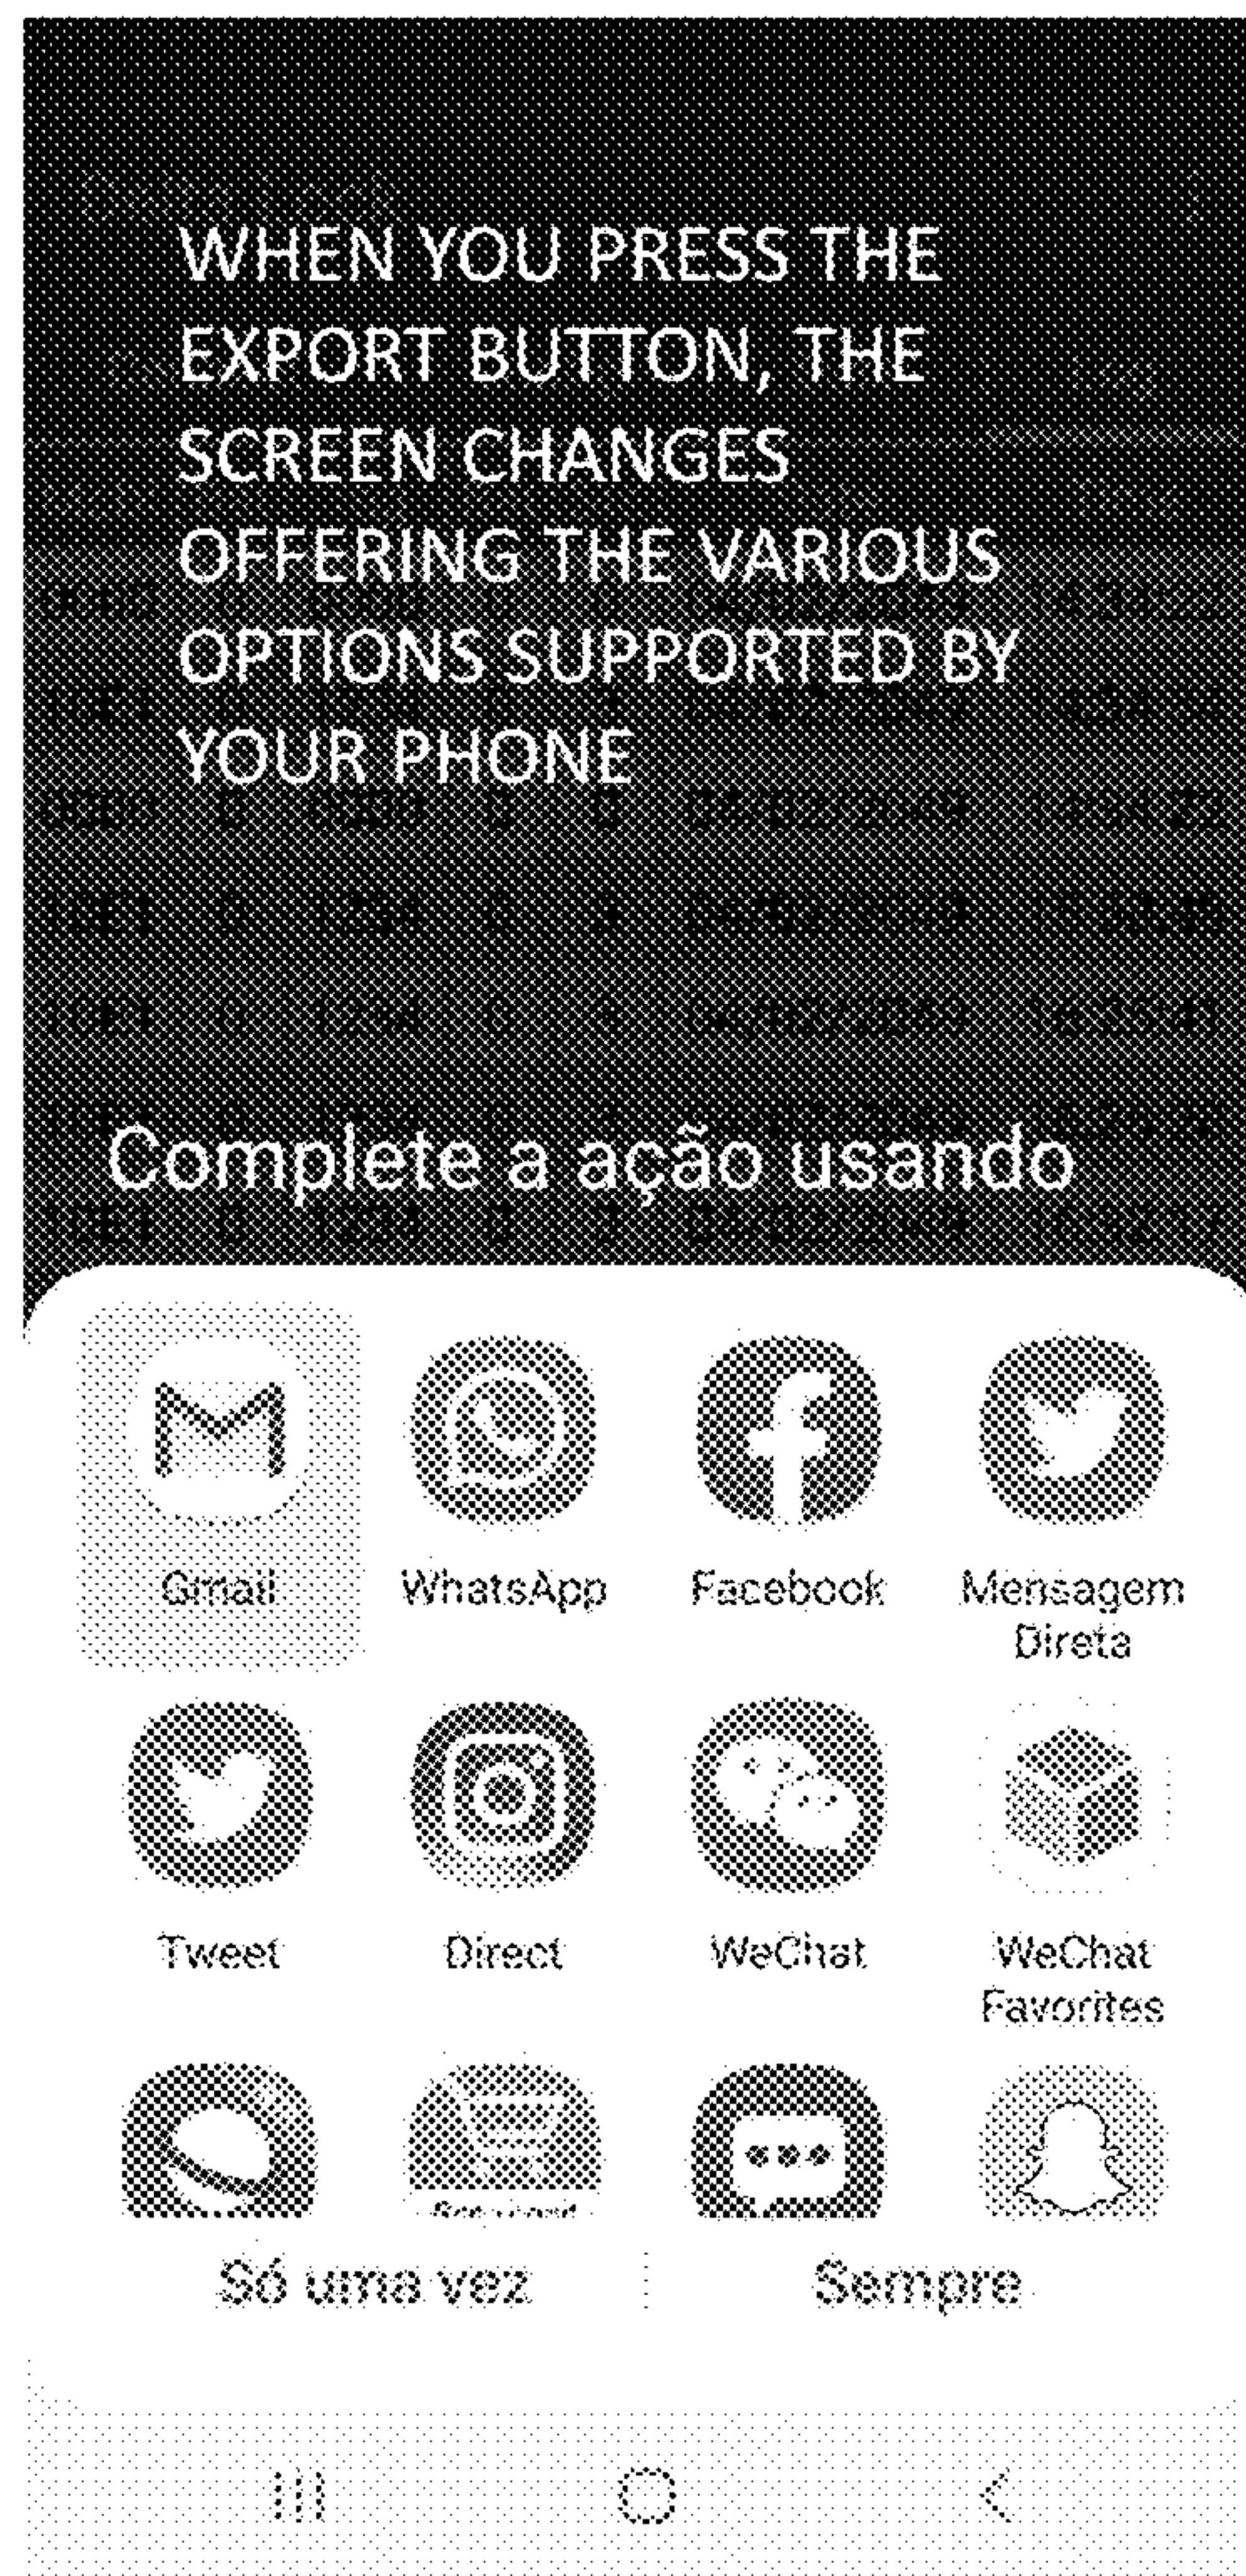 WHEN YOU PRESS THE
EXPORT BUTTON, THE
SCREEN CHANGES
OFFERING THE VARIOUS
OPTIONS SUPPORTED BY
YOUR PHONE
Complete a ação usando
Gmail WhatsApp Facebook Mensagem
Direta
Tweet Direct WeChat WeChat
Favorites
Só uma vez Sempre